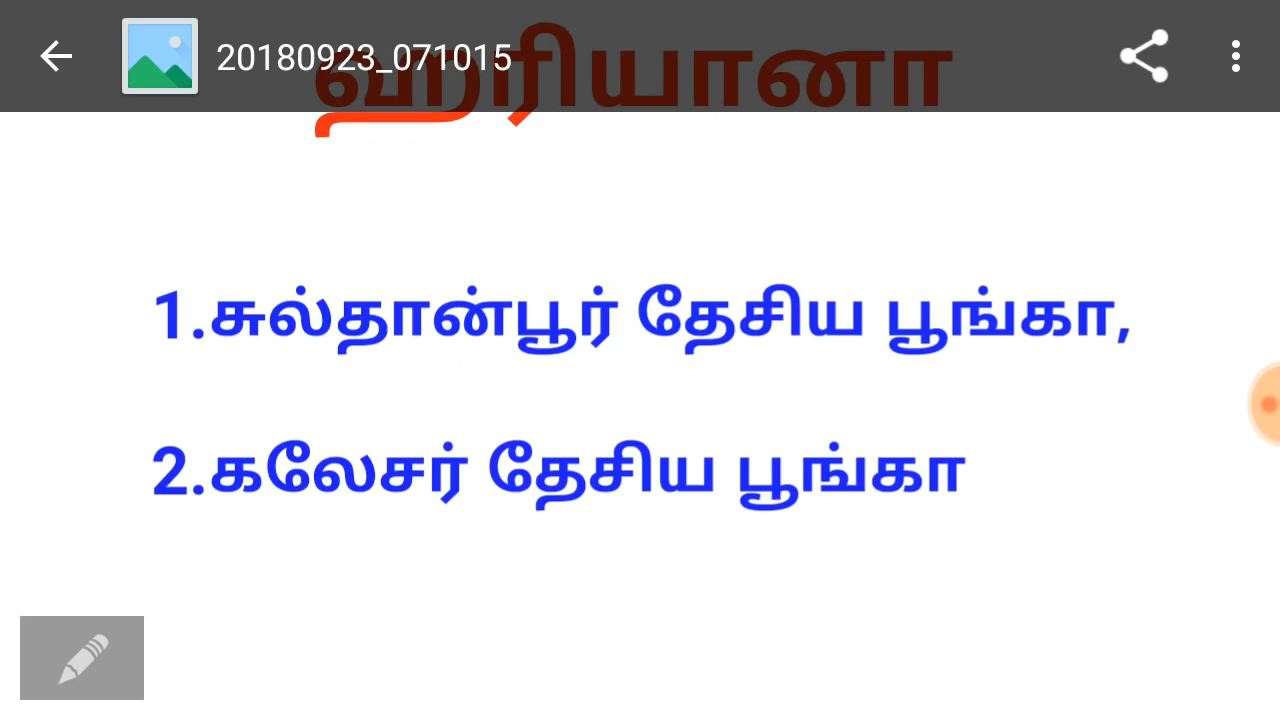 20180923_071015
ஹரியானா
1.சுல்தான்பூர் தேசிய பூங்கா,
2.கலேசர் தேசிய பூங்கா